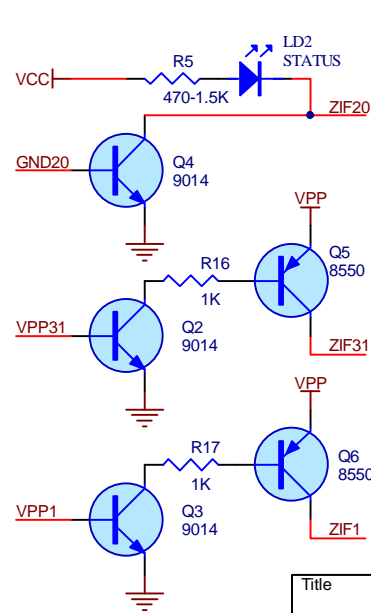 LD2
STATUS
R5
VCC
470-1.5K
ZIF20
GND20
Q4
9014
VPP
R16
Q5
8550
1K
VPP31
Q2
9014
ZIF31
VPP
R17
Q6
8550
1K
VPP1
Q3
9014
ZIF1
Title